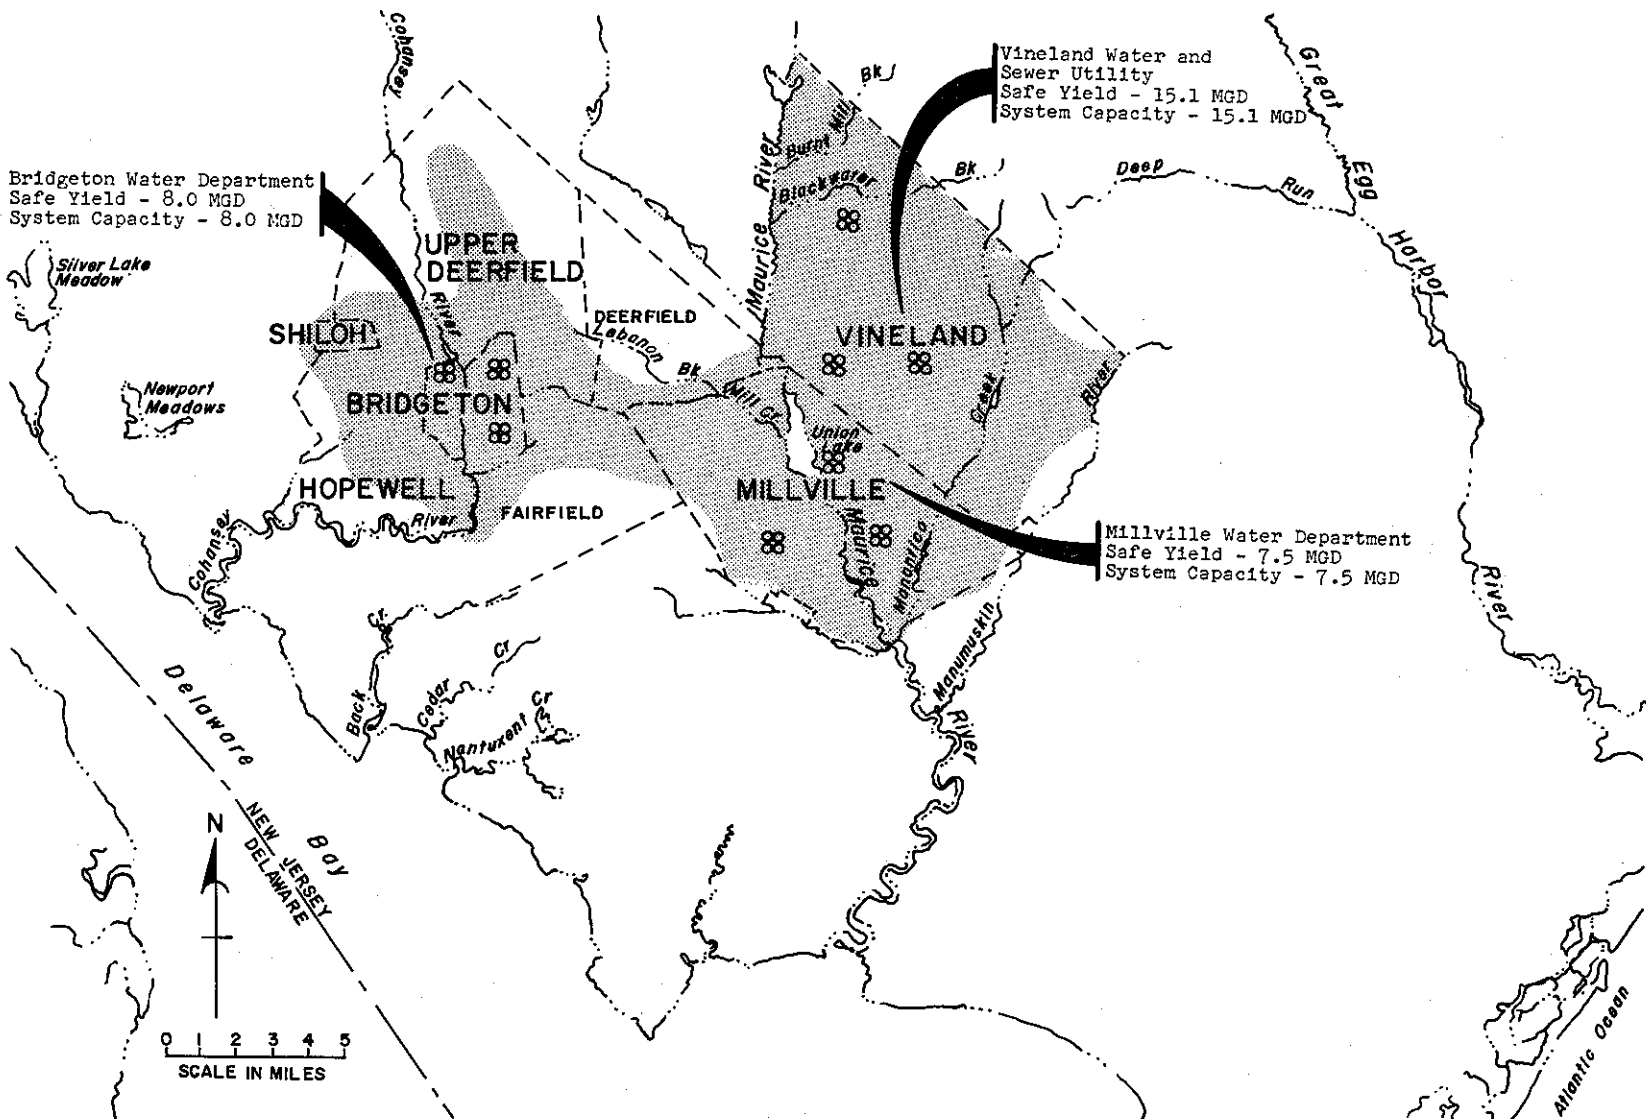 Cohansey
Great
Egg
Harbor
River
Vineland Water and
Sewer Utility
Safe Yield - 15.1 MGD
System Capacity - 15.1 MGD
Bk
Burnt Mill
Maurice River
Blackwater
Bk
Deep
Run
Bridgeton Water Department
Safe Yield - 8.0 MGD
System Capacity - 8.0 MGD
UPPER
DEERFIELD
River
Silver Lake
Meadow
SHILOH
DEERFIELD
Lebanon
Bk
VINELAND
Newport
Meadows
BRIDGETON
Mill Cr
Union
Lake
Creek
River
HOPEWELL
River
FAIRFIELD
MILLVILLE
Maurice
Manantico
Cohansey
Millville Water Department
Safe Yield - 7.5 MGD
System Capacity - 7.5 MGD
Manumuskin
River
Cr
Back
Cedar
Cr
Nantuxent Cr
Delaware
Bay
NEW JERSEY
DELAWARE
N
0 1 2 3 4 5
SCALE IN MILES
Atlantic Ocean